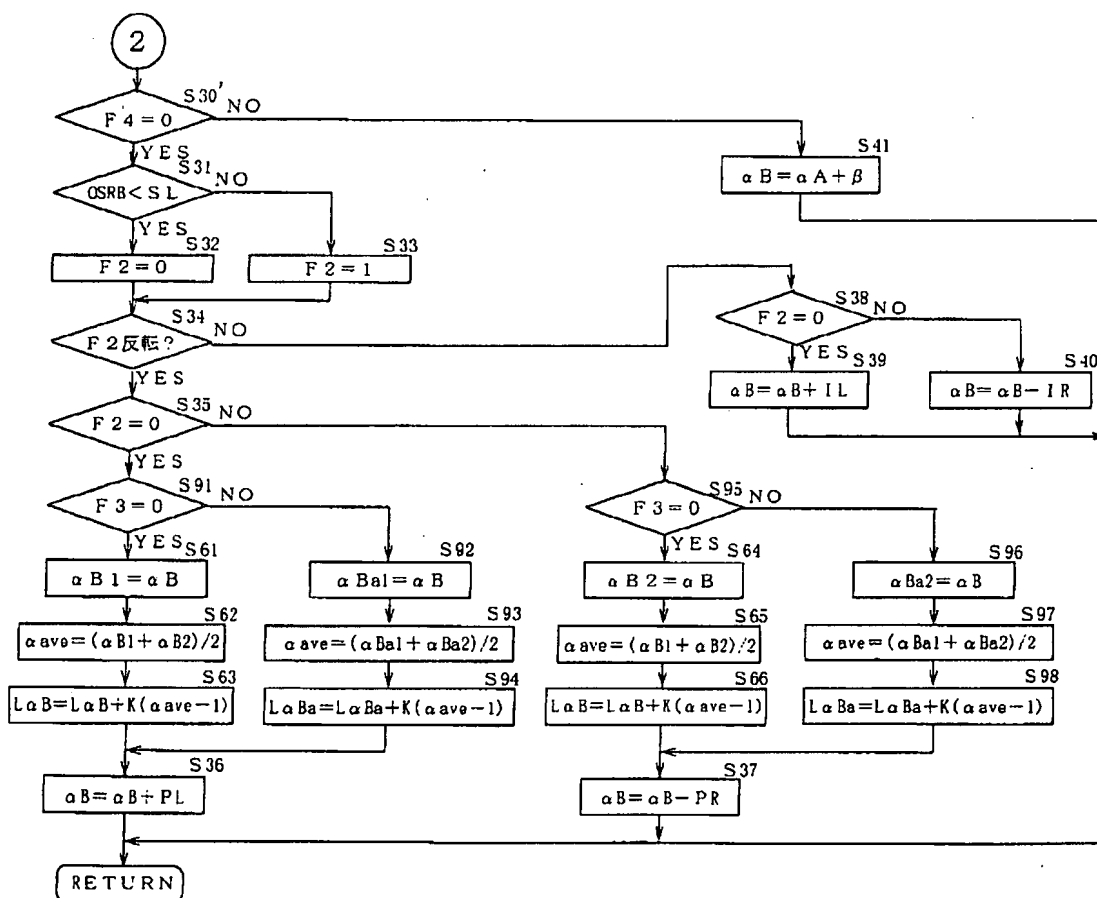 2
S30'
F4=0
NO
YES
S41
αB=αA+β
S31
OSRB<SL
NO
YES
S32
F2=0
S33
F2=1
S34
F2反転?
NO
YES
S38
F2=0
NO
YES
S39
αB=αB+IL
S40
αB=αB-IR
S35
F2=0
NO
YES
S91
F3=0
NO
YES
S95
F3=0
NO
YES
S61
αB1=αB
S92
αBa1=αB
S64
αB2=αB
S96
αBa2=αB
S62
αave=(αB1+αB2)/2
S93
αave=(αBa1+αBa2)/2
S65
αave=(αB1+αB2)/2
S97
αave=(αBa1+αBa2)/2
S63
LαB=LαB+K(αave-1)
S94
LαBa=LαBa+K(αave-1)
S66
LαB=LαB+K(αave-1)
S98
LαBa=LαBa+K(αave-1)
S36
αB=αB+PL
S37
αB=αB-PR
RETURN